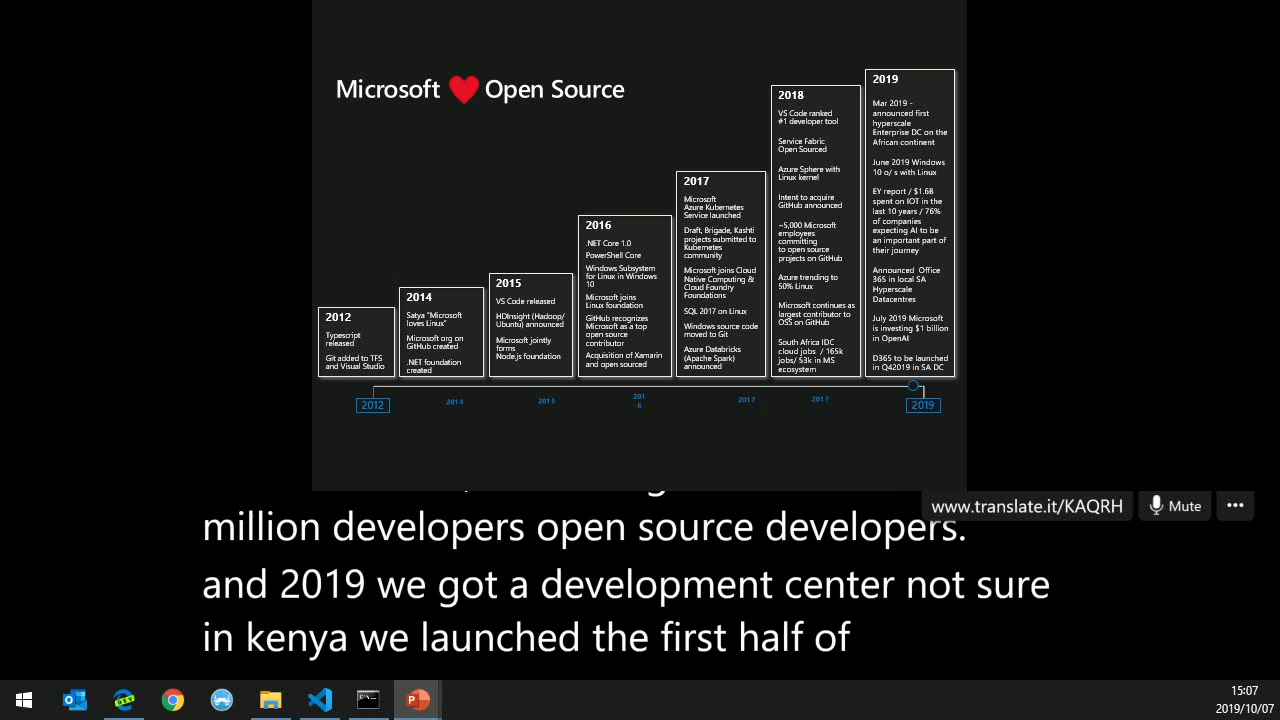 Microsoft ❤ Open Source
2012
Typescript
released
Git added to TFS
and Visual Studio
2014
Satya "Microsoft
loves Linux"
Microsoft org on
GitHub created
.NET foundation
created
2015
VS Code released
HDInsight (Hadoop/
Ubuntu) announced
Microsoft jointly
forms
Node.js foundation
2016
.NET Core 1.0
PowerShell Core
Windows Subsystem
for Linux in Windows
10
Microsoft joins
Linux foundation
GitHub recognizes
Microsoft as a top
open source
contributor
Acquisition of Xamarin
and open sourced
2017
Microsoft
Azure Kubernetes
Service launched
Draft, Brigade, Kashti
projects submitted to
Kubernetes
community
Microsoft joins Cloud
Native Computing &
Cloud Foundry
Foundations
SQL 2017 on Linux
Windows source code
moved to Git
Azure Databricks
(Apache Spark)
announced
2018
VS Code ranked
#1 developer tool
Service Fabric
Open Sourced
Azure Sphere with
Linux kernel
Intent to acquire
GitHub announced
~5,000 Microsoft
employees
committing
to open source
projects on GitHub
Azure trending to
50% Linux
Microsoft continues as
largest contributor to
OSS on GitHub
South Africa IDC
cloud jobs / 165k
jobs/ 53k in MS
ecosystem
2019
Mar 2019 -
announced first
hyperscale
Enterprise DC on the
African continent
June 2019 Windows
10 o/ s with Linux
EY report / $1.6B
spent on IOT in the
last 10 years / 76%
of companies
expecting AI to be
an important part of
their journey
Announced Office
365 in local SA
Hyperscale
Datacentres
July 2019 Microsoft
is investing $1 billion
in OpenAI
D365 to be launched
in Q42019 in SA DC
2012
2014
2015
201
6
2017
2017
2019
www.translate.it/KAQRH
Mute
million developers open source developers.
and 2019 we got a development center not sure
in kenya we launched the first half of
DEV
15:07
2019/10/07